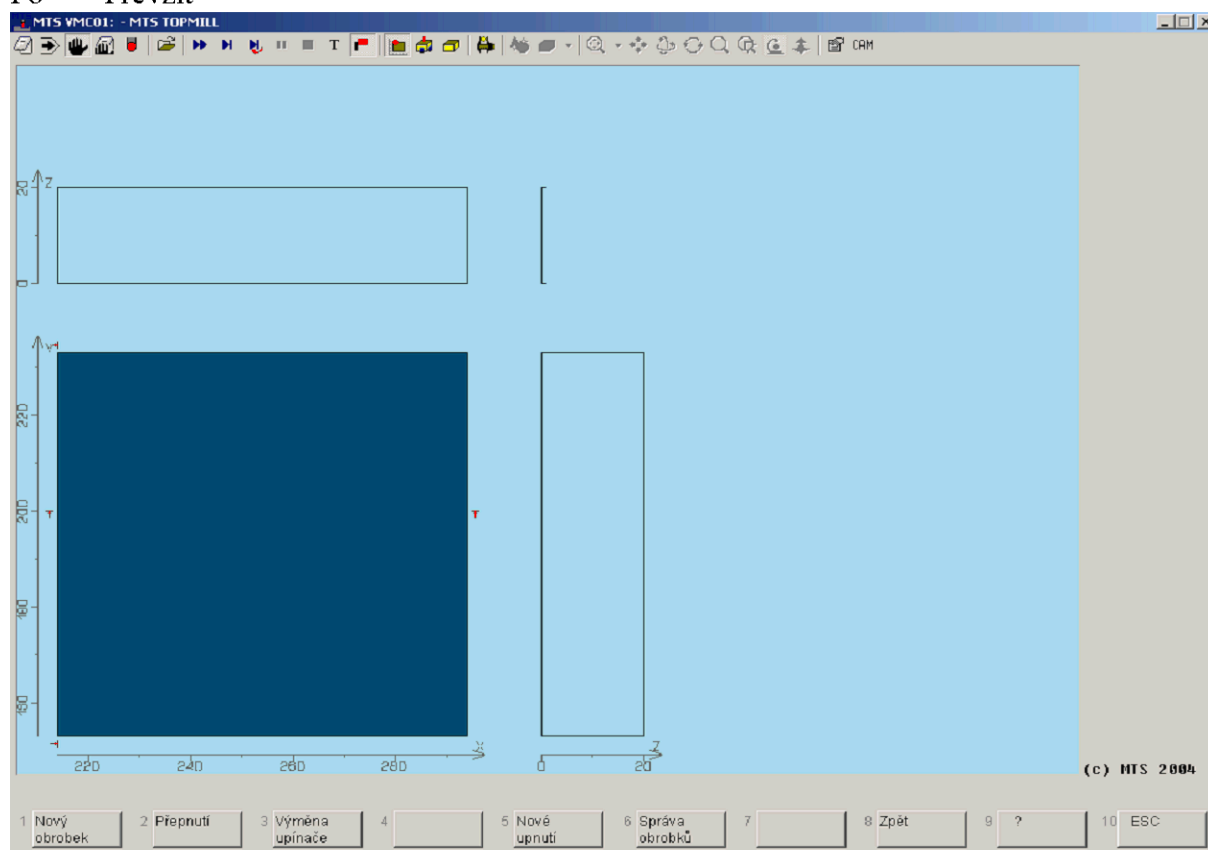 MTS VMC01: - MTS TOPMILL
T CAM
Z
20
0
Y
220
200
180
160
X
220 240 260 280
Z
0 20
(c) MTS 2004
1 Nový obrobek
2 Přepnutí
3 Výměna upínače
4
5 Nové upnutí
6 Správa obrobků
7
8 Zpět
9 ?
10 ESC